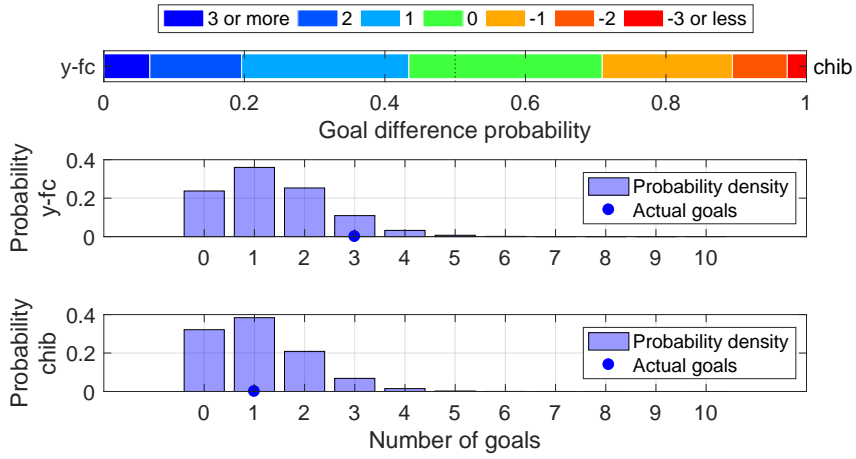 3 or more 2 1 0 -1 -2 -3 or less
y-fc chib
0 0.2 0.4 0.6 0.8 1
Goal difference probability
Probability
y-fc
0.4
0.2
0
Probability density
Actual goals
0 1 2 3 4 5 6 7 8 9 10
Probability
chib
0.4
0.2
0
Probability density
Actual goals
0 1 2 3 4 5 6 7 8 9 10
Number of goals